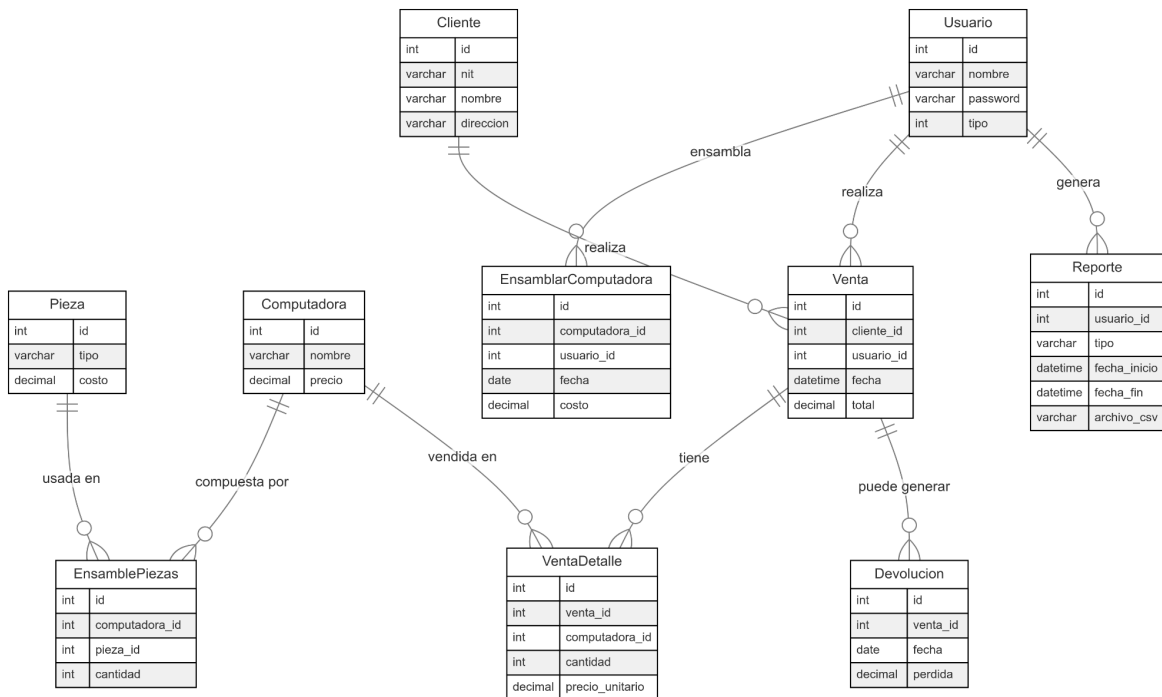 Cliente
int id
varchar nit
varchar nombre
varchar direccion
Usuario
int id
varchar nombre
varchar password
int tipo
ensambla
realiza
genera
realiza
Pieza
int id
varchar tipo
decimal costo
Computadora
int id
varchar nombre
decimal precio
EnsamblarComputadora
int id
int computadora_id
int usuario_id
date fecha
decimal costo
Venta
int id
int cliente_id
int usuario_id
datetime fecha
decimal total
Reporte
int id
int usuario_id
varchar tipo
datetime fecha_inicio
datetime fecha_fin
varchar archivo_csv
usada en
compuesta por
vendida en
tiene
puede generar
EnsamblePiezas
int id
int computadora_id
int pieza_id
int cantidad
VentaDetalle
int id
int venta_id
int computadora_id
int cantidad
decimal precio_unitario
Devolucion
int id
int venta_id
date fecha
decimal perdida